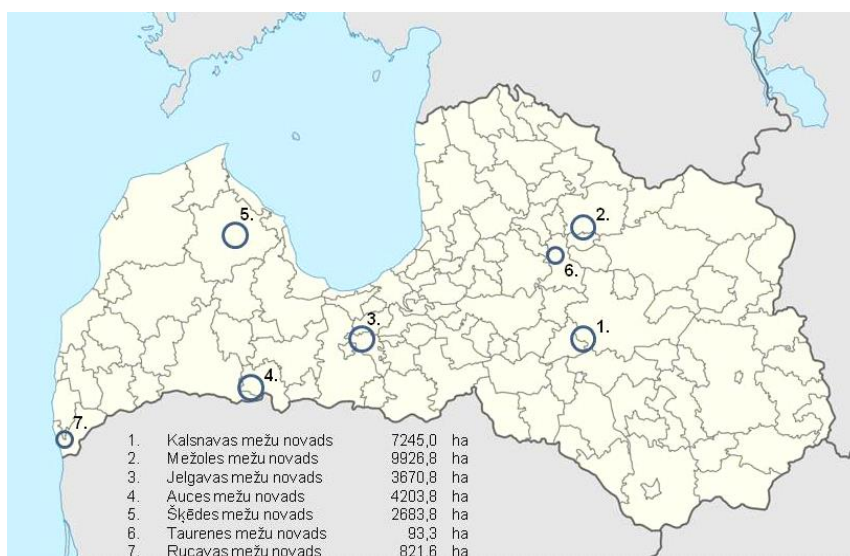 5.
2.
6.
3.
1.
4.
7.
1. Kalsnavas mežu novads 7245,0 ha
2. Mežoles mežu novads 9926,8 ha
3. Jelgavas mežu novads 3670,8 ha
4. Auces mežu novads 4203,8 ha
5. Šķēdes mežu novads 2683,8 ha
6. Taurenes mežu novads 93,3 ha
7. Rucavas mežu novads 821,6 ha